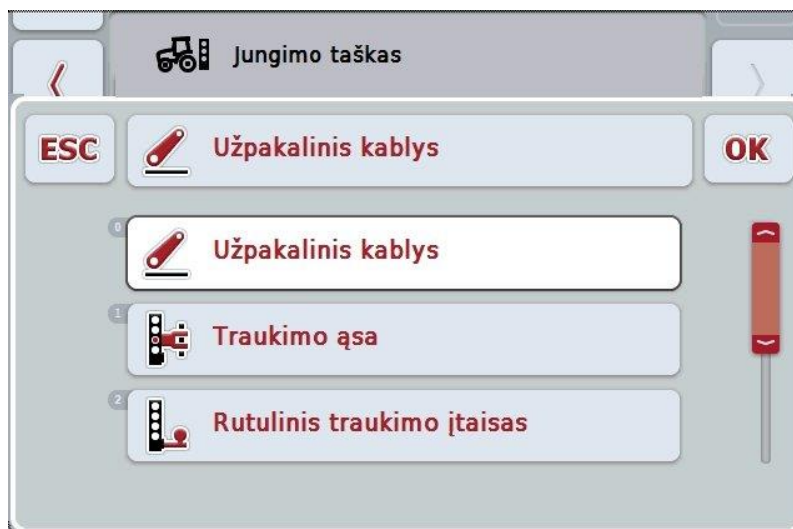 Jungimo taškas
ESC
Užpakalinis kablys
OK
0
Užpakalinis kablys
1
Traukimo ąsa
2
Rutulinis traukimo įtaisas